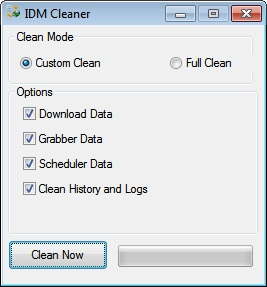 IDM Cleaner
Clean Mode
Custom Clean
Full Clean
Options
Download Data
Grabber Data
Scheduler Data
Clean History and Logs
Clean Now